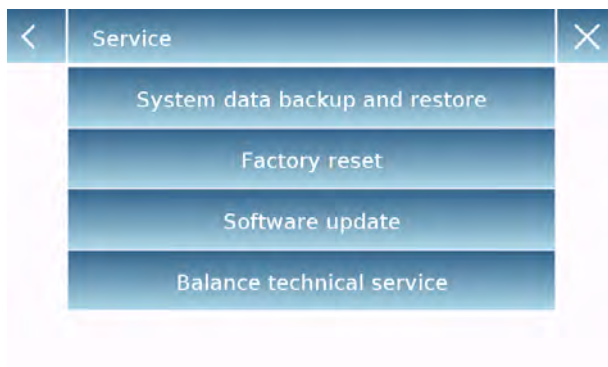 Service
System data backup and restore
Factory reset
Software update
Balance technical service